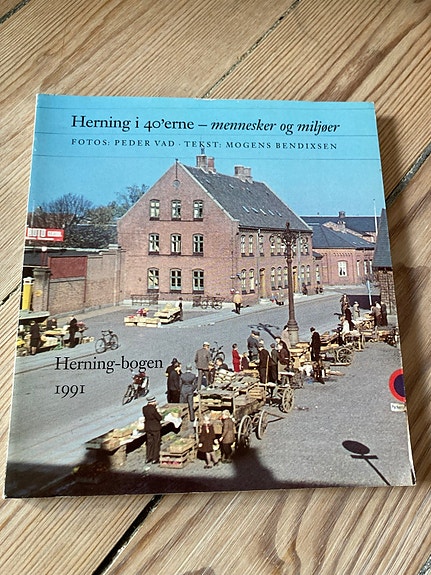 Herning i 40'erne – mennesker og miljøer
FOTOS: PEDER VAD · TEKST: MOGENS BENDIXSEN
Herning-bogen
1991